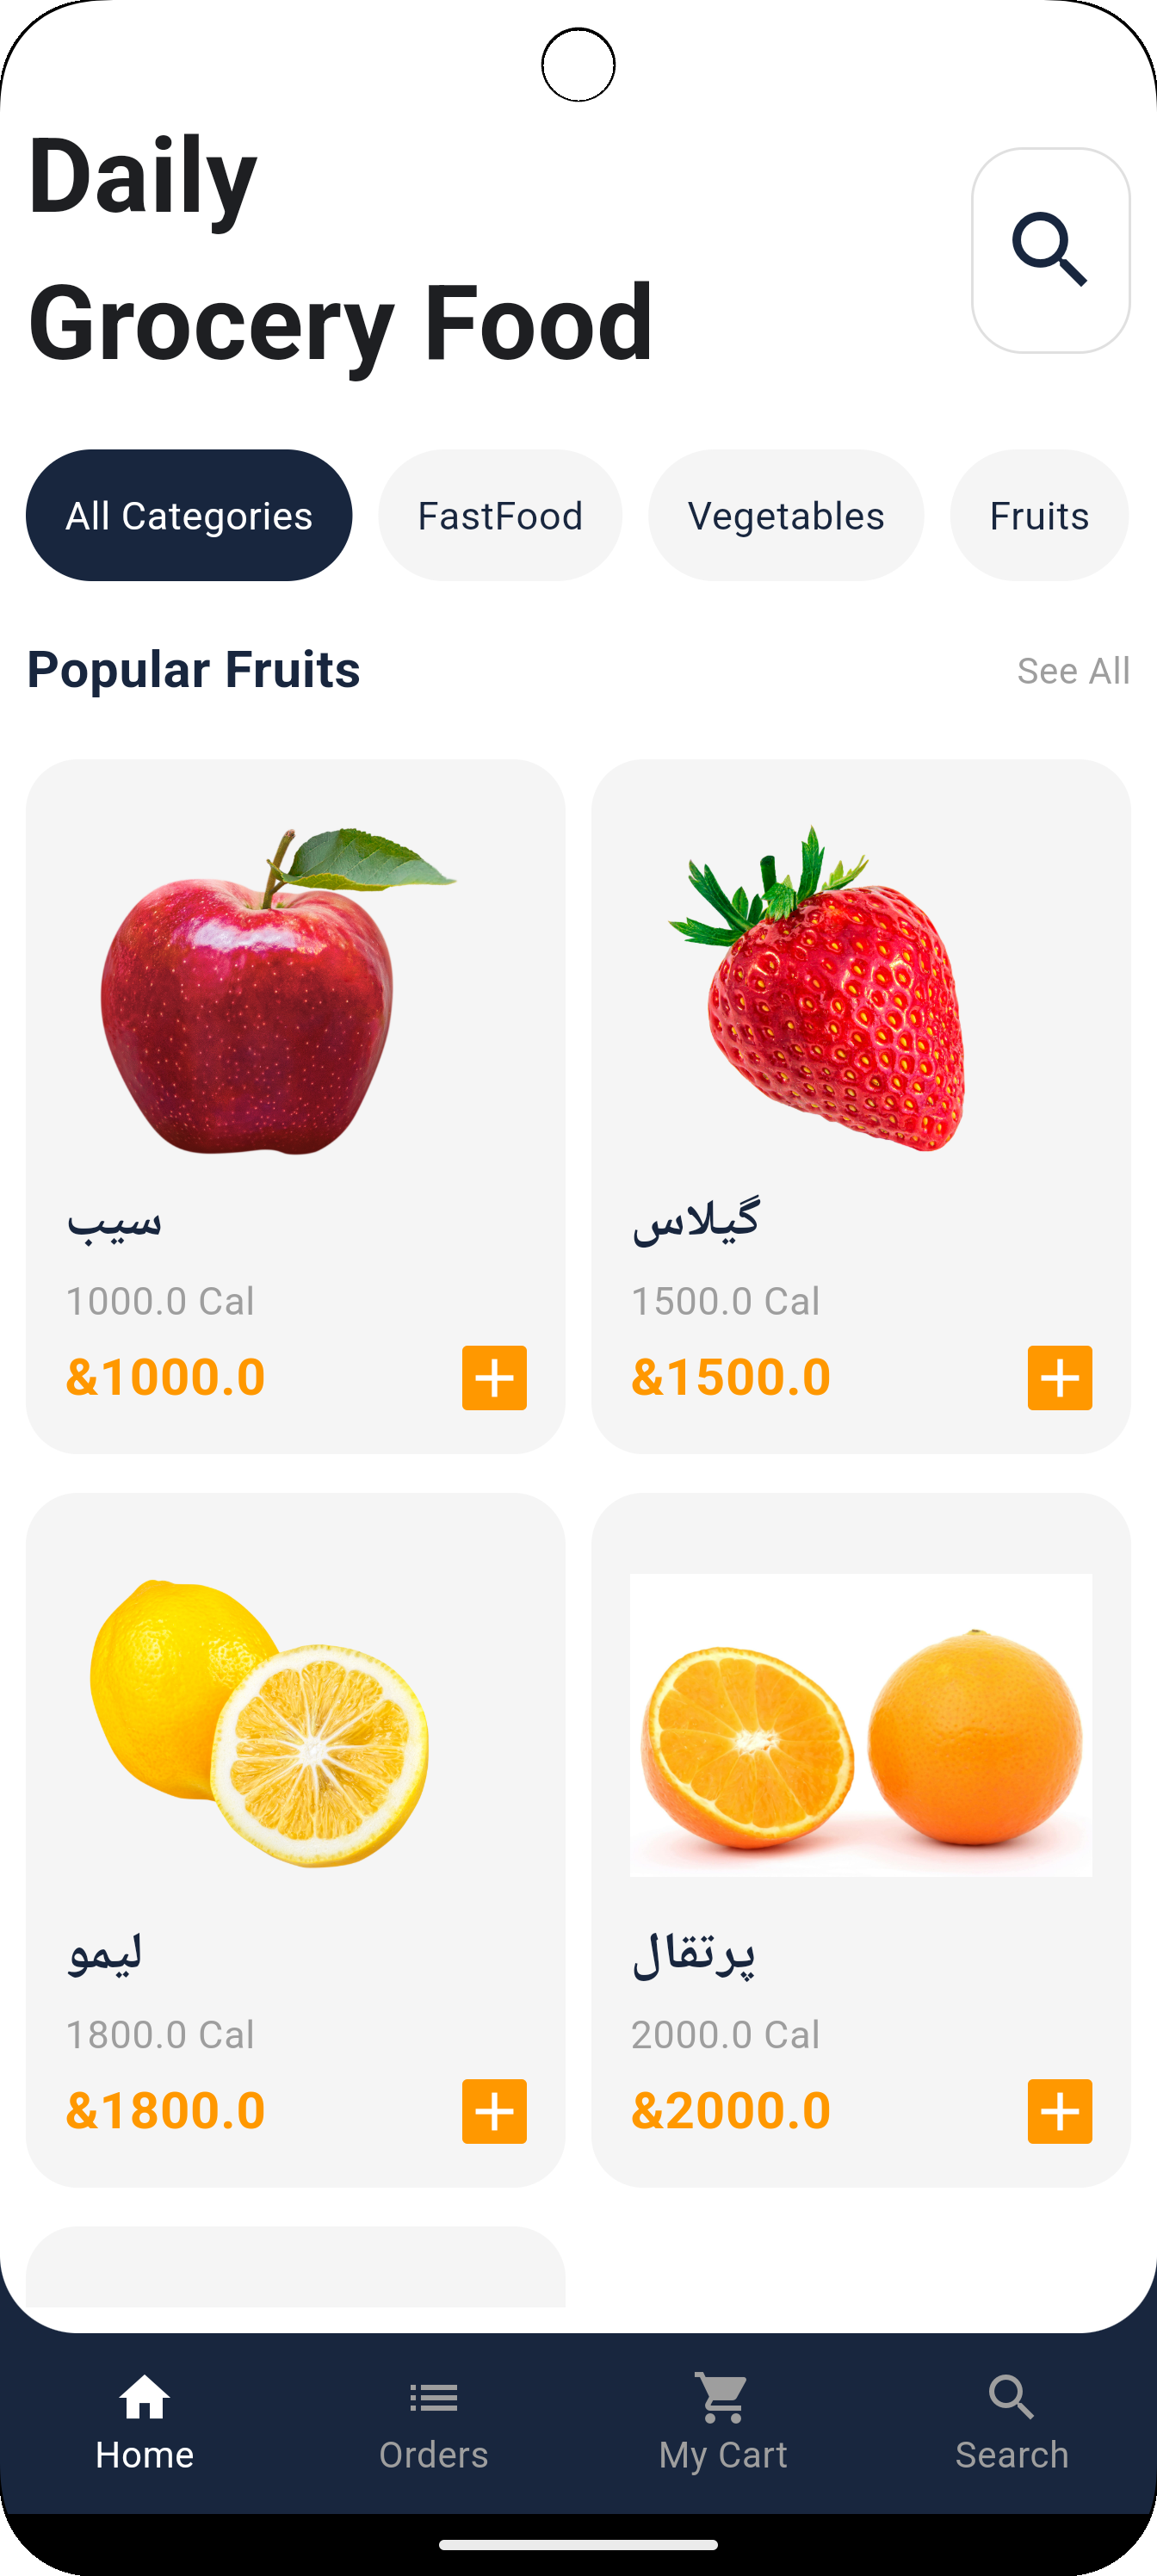 Daily
Grocery Food
All Categories
FastFood
Vegetables
Fruits
Popular Fruits
See All
سیب
1000.0 Cal
&1000.0
گیلاس
1500.0 Cal
&1500.0
لیمو
1800.0 Cal
&1800.0
پرتقال
2000.0 Cal
&2000.0
Home
Orders
My Cart
Search